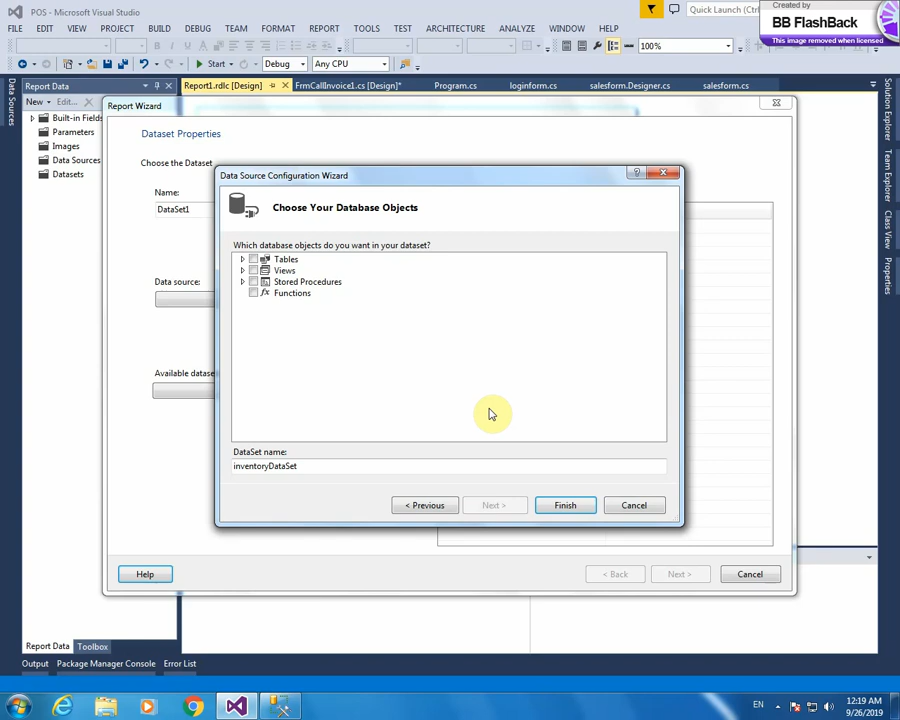 POS - Microsoft Visual Studio
Quick Launch
Created by
BB FlashBack
This image removed when licensed
FILE EDIT VIEW PROJECT BUILD DEBUG TEAM FORMAT REPORT TOOLS TEST ARCHITECTURE ANALYZE WINDOW HELP
100%
Start Debug Any CPU
Data Sources
Report Data
Report1.rdlc [Design] FrmCallInvoice1.cs [Design]* Program.cs loginform.cs salesform.Designer.cs salesform.cs
New Edit...
Built-in Fields
Parameters
Images
Data Sources
Datasets
Report Wizard
Dataset Properties
Choose the Dataset
Name:
DataSet1
Data source:
Available datase
Data Source Configuration Wizard
Choose Your Database Objects
Which database objects do you want in your dataset?
Tables
Views
Stored Procedures
Functions
DataSet name:
inventoryDataSet
< Previous Next > Finish Cancel
Help < Back Next > Cancel
Solution Explorer
Team Explorer
Class View
Properties
Report Data Toolbox
Output Package Manager Console Error List
EN 12:19 AM
9/26/2019